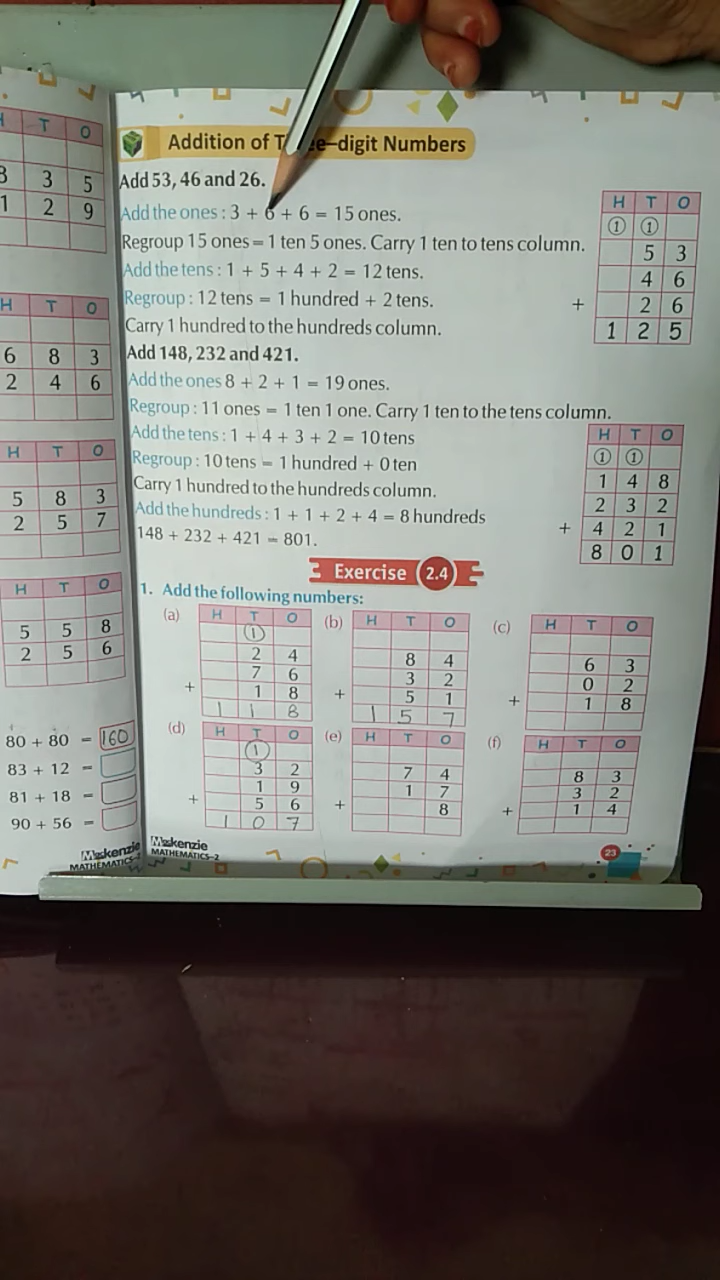 H T O
3 3 5
1 2 9
H T O
6 8 3
2 4 6
H T O
5 8 3
2 5 7
H T O
5 5 8
2 5 6
80 + 80 = 160
83 + 12 =
81 + 18 =
90 + 56 =
Mackenzie
MATHEMATICS-2
Addition of digit Numbers
Add 53, 46 and 26.
Add the ones : 3 + 6 + 6 = 15 ones.
Regroup 15 ones = 1 ten 5 ones. Carry 1 ten to tens column.
Add the tens : 1 + 5 + 4 + 2 = 12 tens.
Regroup : 12 tens = 1 hundred + 2 tens.
Carry 1 hundred to the hundreds column.
H T O
① ①
5 3
4 6
+ 2 6
1 2 5
Add 148, 232 and 421.
Add the ones 8 + 2 + 1 = 19 ones.
Regroup : 11 ones = 1 ten 1 one. Carry 1 ten to the tens column.
Add the tens : 1 + 4 + 3 + 2 = 10 tens
Regroup : 10 tens = 1 hundred + 0 ten
Carry 1 hundred to the hundreds column.
Add the hundreds : 1 + 1 + 2 + 4 = 8 hundreds
148 + 232 + 421 = 801.
H T O
① ①
1 4 8
2 3 2
+ 4 2 1
8 0 1
Exercise 2.4
1. Add the following numbers:
(a) H T O
①
2 4
7 6
+ 1 8
1 1 8
(b) H T O
8 4
3 2
+ 5 1
1 5 7
(c) H T O
6 3
0 2
+ 1 8
(d) H T O
①
3 2
1 9
+ 5 6
1 0 7
(e) H T O
7 4
1 7
+ 8
(f) H T O
8 3
3 2
+ 1 4
Mackenzie
MATHEMATICS-2
23